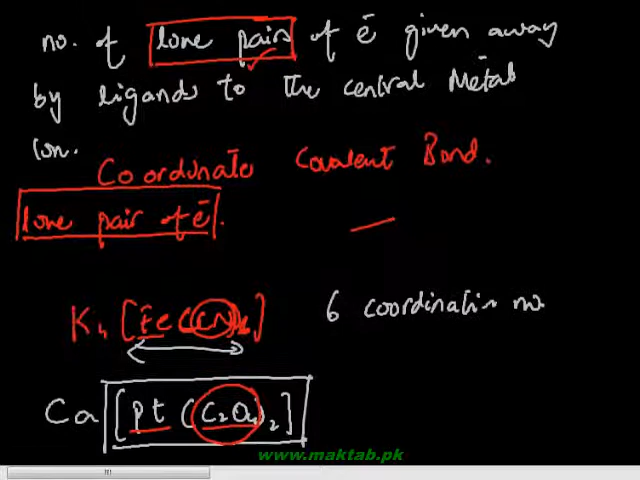 no. of lone pairs of ē given away
by ligands to the central Metal
ion.
Coordinate Covalent Bond.
lone pair of ē.
K4 [Fe(CN)6] 6 coordination no.
Ca [Pt (C2O4)2]
www.maktab.pk